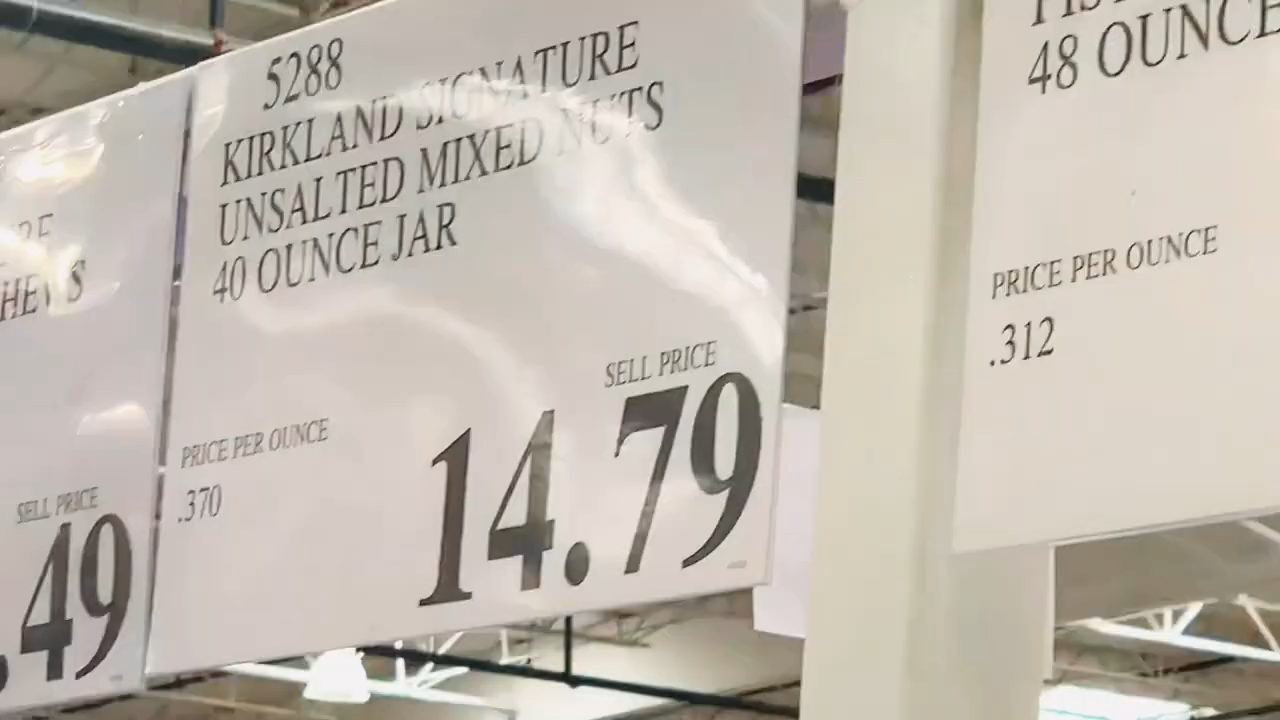 SELL PRICE
.49
5288
KIRKLAND SIGNATURE
UNSALTED MIXED NUTS
40 OUNCE JAR
SELL PRICE
14.79
PRICE PER OUNCE
.370
48 OUNCE
PRICE PER OUNCE
.312